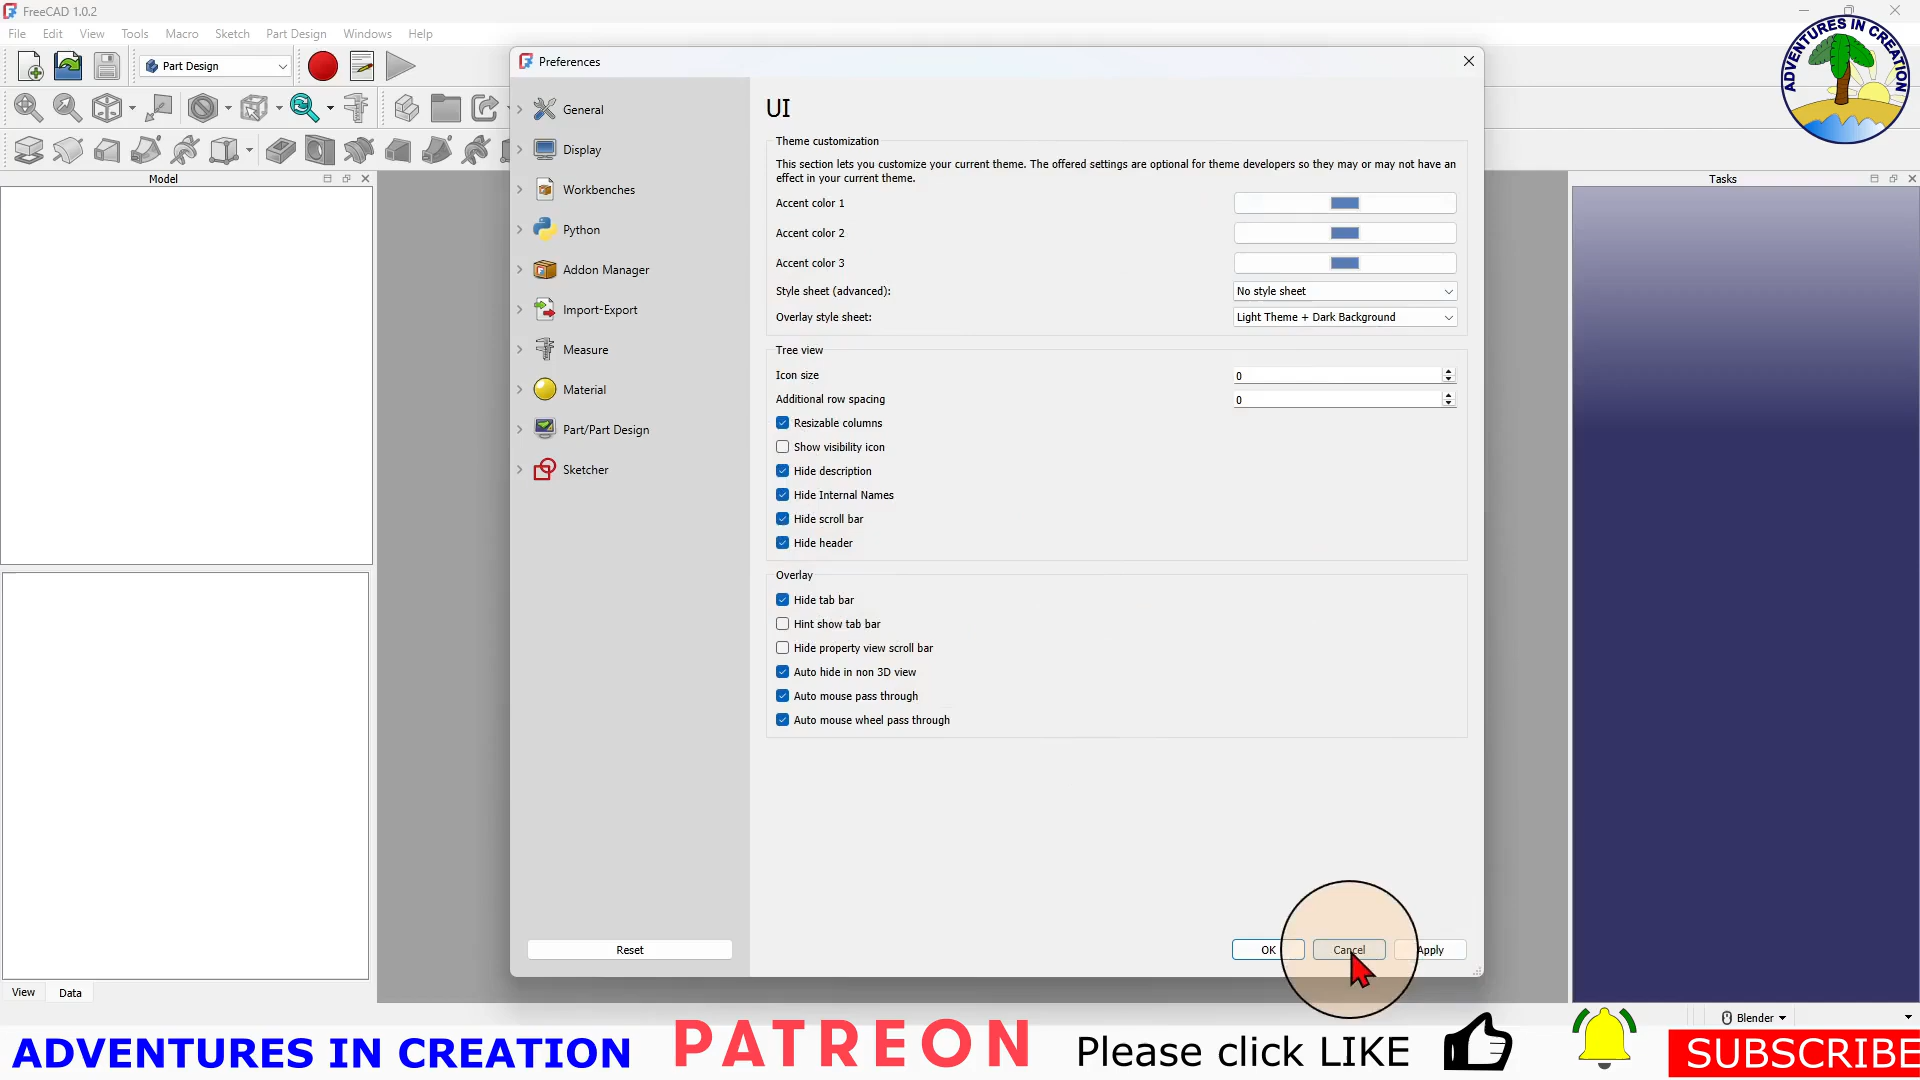 FreeCAD 1.0.2
File Edit View Tools Macro Sketch Part Design Windows Help
Part Design
Model
Tasks
Preferences
General
Display
Workbenches
Python
Addon Manager
Import-Export
Measure
Material
Part/Part Design
Sketcher
Reset
UI
Theme customization
This section lets you customize your current theme. The offered settings are optional for theme developers so they may or may not have an
effect in your current theme.
Accent color 1
Accent color 2
Accent color 3
Style sheet (advanced): No style sheet
Overlay style sheet: Light Theme + Dark Background
Tree view
Icon size 0
Additional row spacing 0
Resizable columns
Show visibility icon
Hide description
Hide Internal Names
Hide scroll bar
Hide header
Overlay
Hide tab bar
Hint show tab bar
Hide property view scroll bar
Auto hide in non 3D view
Auto mouse pass through
Auto mouse wheel pass through
OK Cancel Apply
View Data
Blender
ADVENTURES IN CREATION
ADVENTURES IN CREATION PATREON Please click LIKE SUBSCRIBE